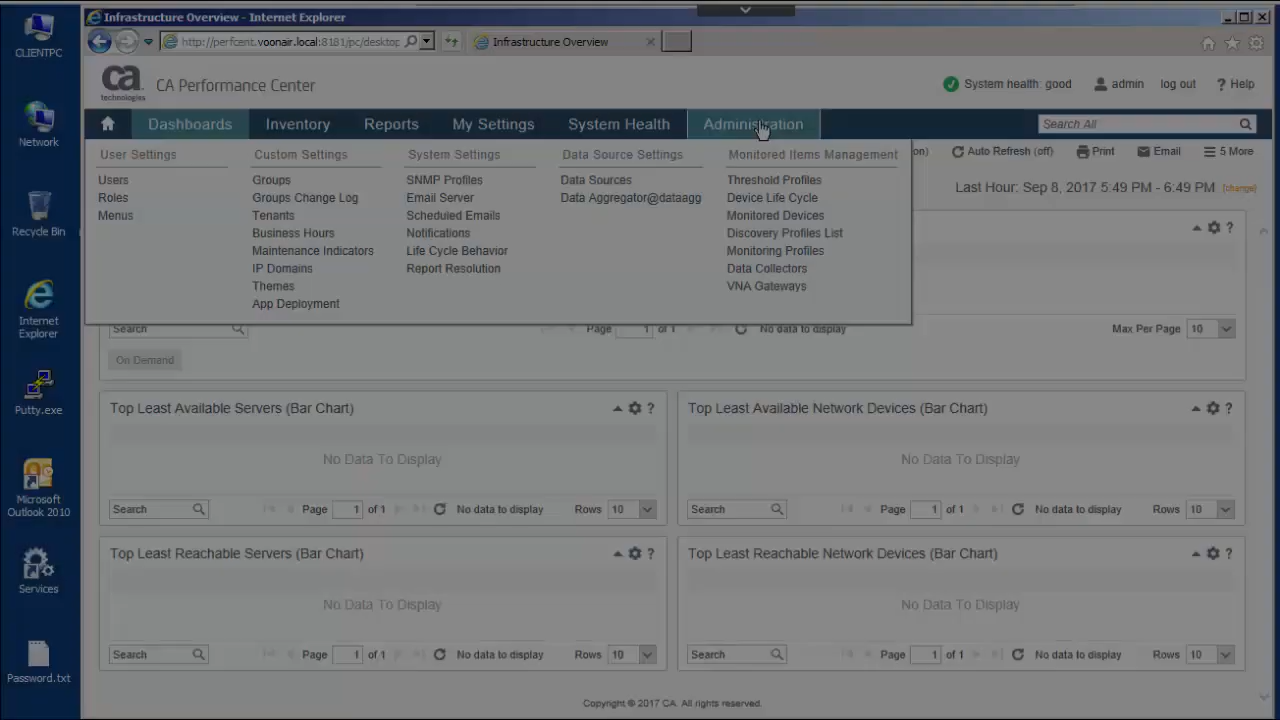 Infrastructure Overview - Internet Explorer
http://perfcent.voonair.local:8181/pc/desktop
Infrastructure Overview
ca
technologies
CA Performance Center
System health: good
admin
log out
? Help
Dashboards
Inventory
Reports
My Settings
System Health
Administration
Search All
Auto Refresh (off)
Print
Email
5 More
Last Hour: Sep 8, 2017 5:49 PM - 6:49 PM
(change)
User Settings
Users
Roles
Menus
Custom Settings
Groups
Groups Change Log
Tenants
Business Hours
Maintenance Indicators
IP Domains
Themes
App Deployment
System Settings
SNMP Profiles
Email Server
Scheduled Emails
Notifications
Life Cycle Behavior
Report Resolution
Data Source Settings
Data Sources
Data Aggregator@dataagg
Monitored Items Management
Threshold Profiles
Device Life Cycle
Monitored Devices
Discovery Profiles List
Monitoring Profiles
Data Collectors
VNA Gateways
?
Search
Page 1 of 1
No data to display
Max Per Page 10
On Demand
Top Least Available Servers (Bar Chart) ?
No Data To Display
Search Page 1 of 1 No data to display Rows 10
Top Least Available Network Devices (Bar Chart) ?
No Data To Display
Search Page 1 of 1 No data to display Rows 10
Top Least Reachable Servers (Bar Chart) ?
No Data To Display
Search Page 1 of 1 No data to display Rows 10
Top Least Reachable Network Devices (Bar Chart) ?
No Data To Display
Search Page 1 of 1 No data to display Rows 10
Copyright © 2017 CA. All rights reserved.
CLIENTPC
Network
Recycle Bin
Internet
Explorer
Putty.exe
Microsoft
Outlook 2010
Services
Password.txt